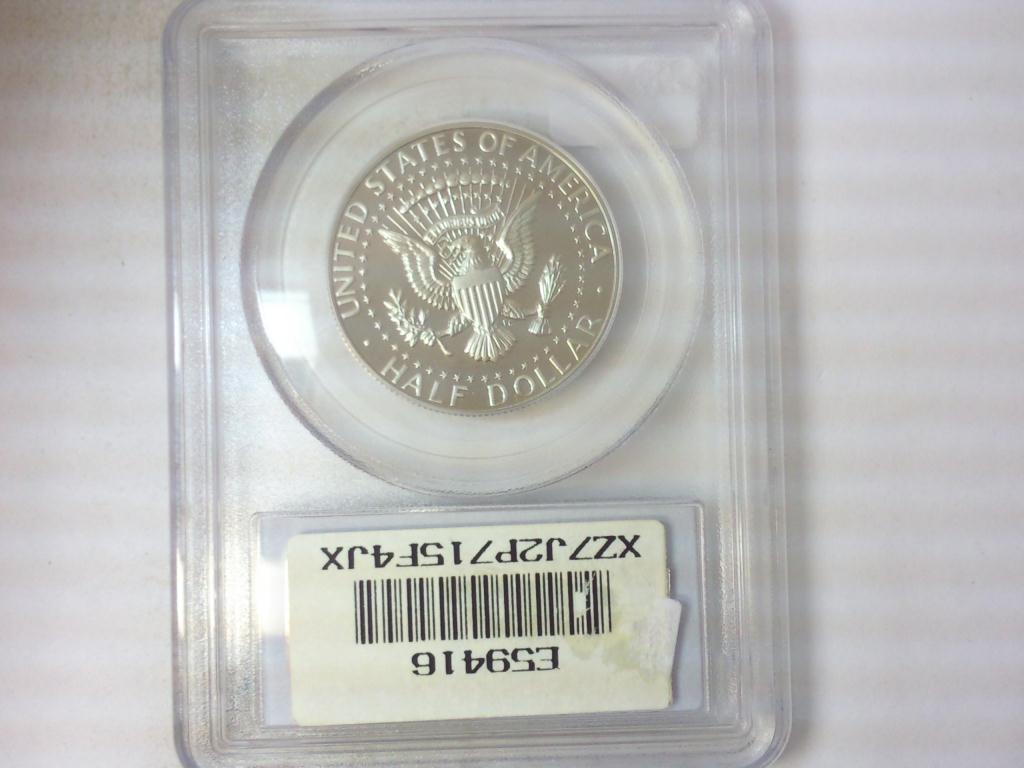 UNITED STATES OF AMERICA
HALF DOLLAR
E59416
XZ7J2P715F4JX